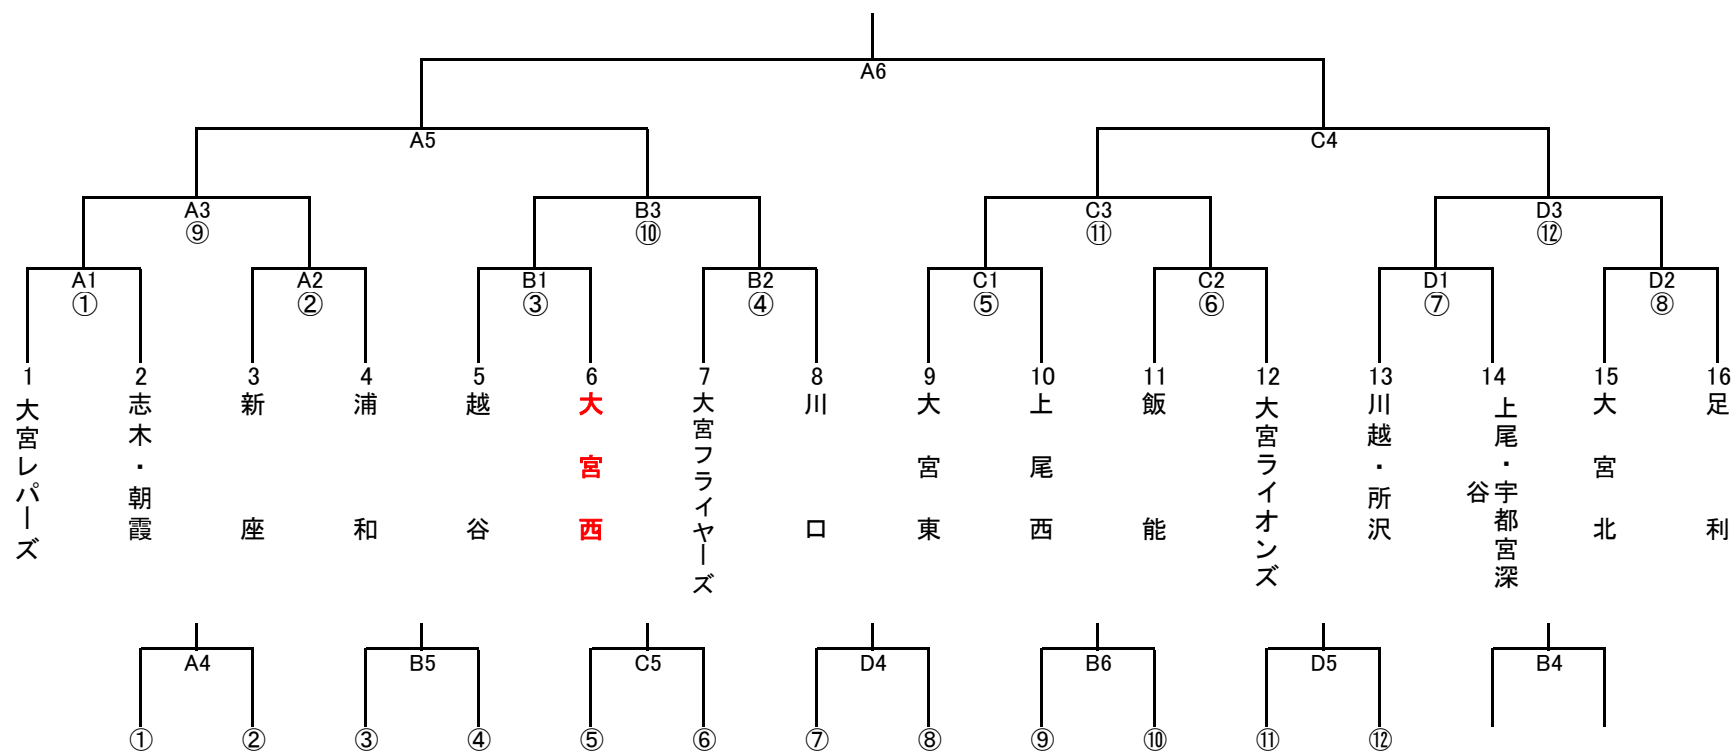 A6
A5
C4
A3
⑨
B3
⑩
C3
⑪
D3
⑫
A1
①
A2
②
B1
③
B2
④
C1
⑤
C2
⑥
D1
⑦
D2
⑧
1
大宮レパーズ
2
志木・朝霞
3
新座
4
浦和
5
越谷
6
大宮西
7
大宮フライヤーズ
8
川口
9
大宮東
10
上尾西
11
飯能
12
大宮ライオンズ
13
川越・所沢
14
上尾・宇都宮深
谷
15
大宮北
16
足利
A4
B5
C5
D4
B6
D5
B4
①
②
③
④
⑤
⑥
⑦
⑧
⑨
⑩
⑪
⑫